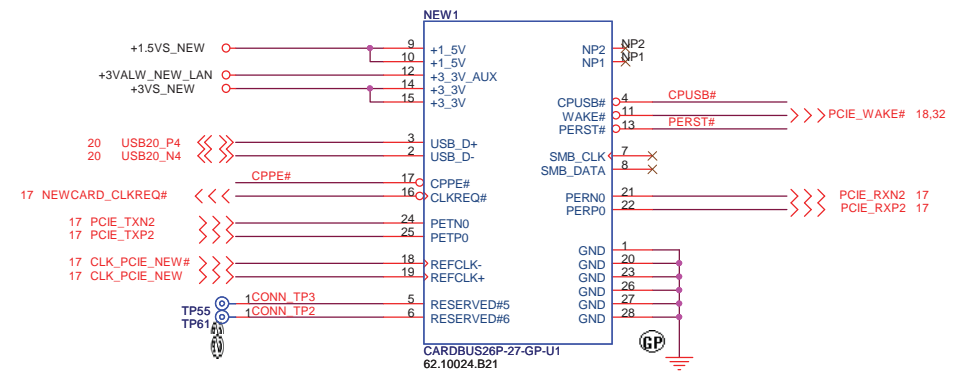 NEW1
+1.5VS_NEW 9 +1_5V NP2 NP2
10 +1_5V NP1 NP1
+3VALW_NEW_LAN 12 +3_3V_AUX
+3VS_NEW 14 +3_3V
15 +3_3V
CPUSB# 4 CPUSB#
WAKE# 11 PCIE_WAKE# 18,32
PERST# 13 PERST#
20 USB20_P4 3 USB_D+
20 USB20_N4 2 USB_D-
SMB_CLK 7
SMB_DATA 8
CPPE# 17 CPPE#
17 NEWCARD_CLKREQ# 16 CLKREQ#
PERN0 21 PCIE_RXN2 17
PERP0 22 PCIE_RXP2 17
17 PCIE_TXN2 24 PETN0
17 PCIE_TXP2 25 PETP0
GND 1
17 CLK_PCIE_NEW# 18 REFCLK- GND 20
17 CLK_PCIE_NEW 19 REFCLK+ GND 23
GND 26
TP55 1 CONN_TP3 5 RESERVED#5 GND 27
TP61 1 CONN_TP2 6 RESERVED#6 GND 28
GP
CARDBUS26P-27-GP-U1
62.10024.B21